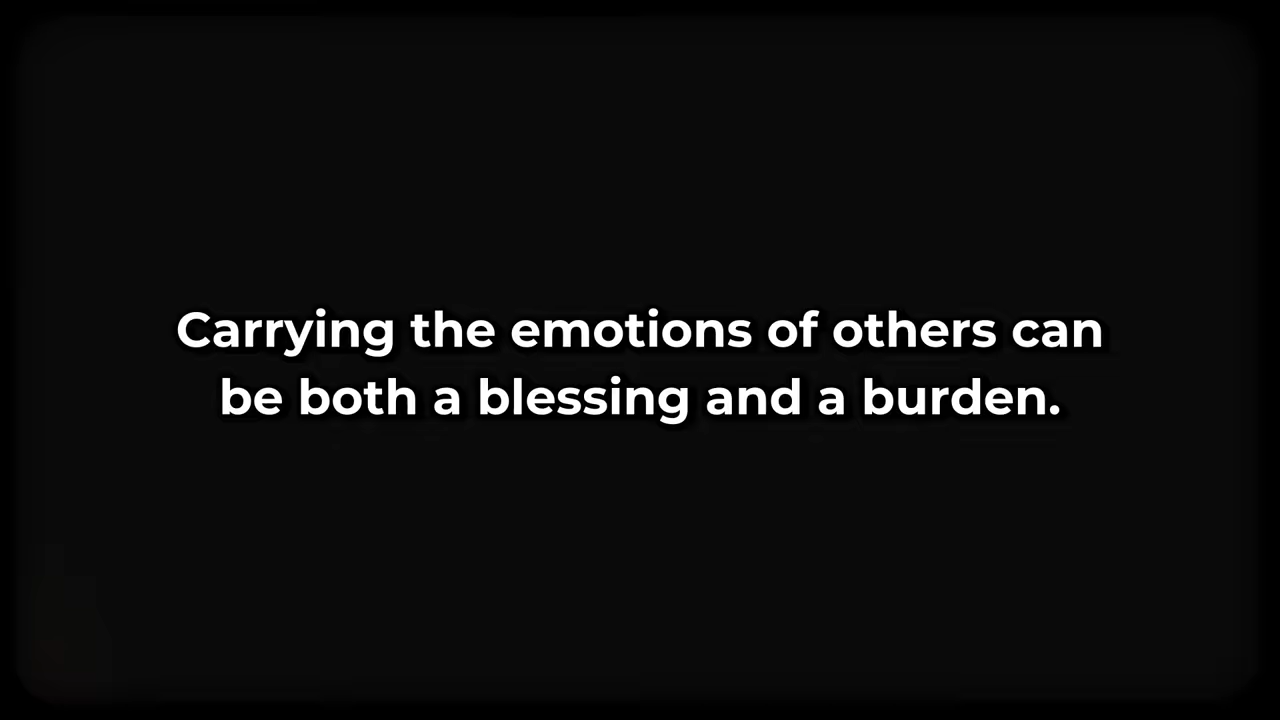 Carrying the emotions of others can
be both a blessing and a burden.